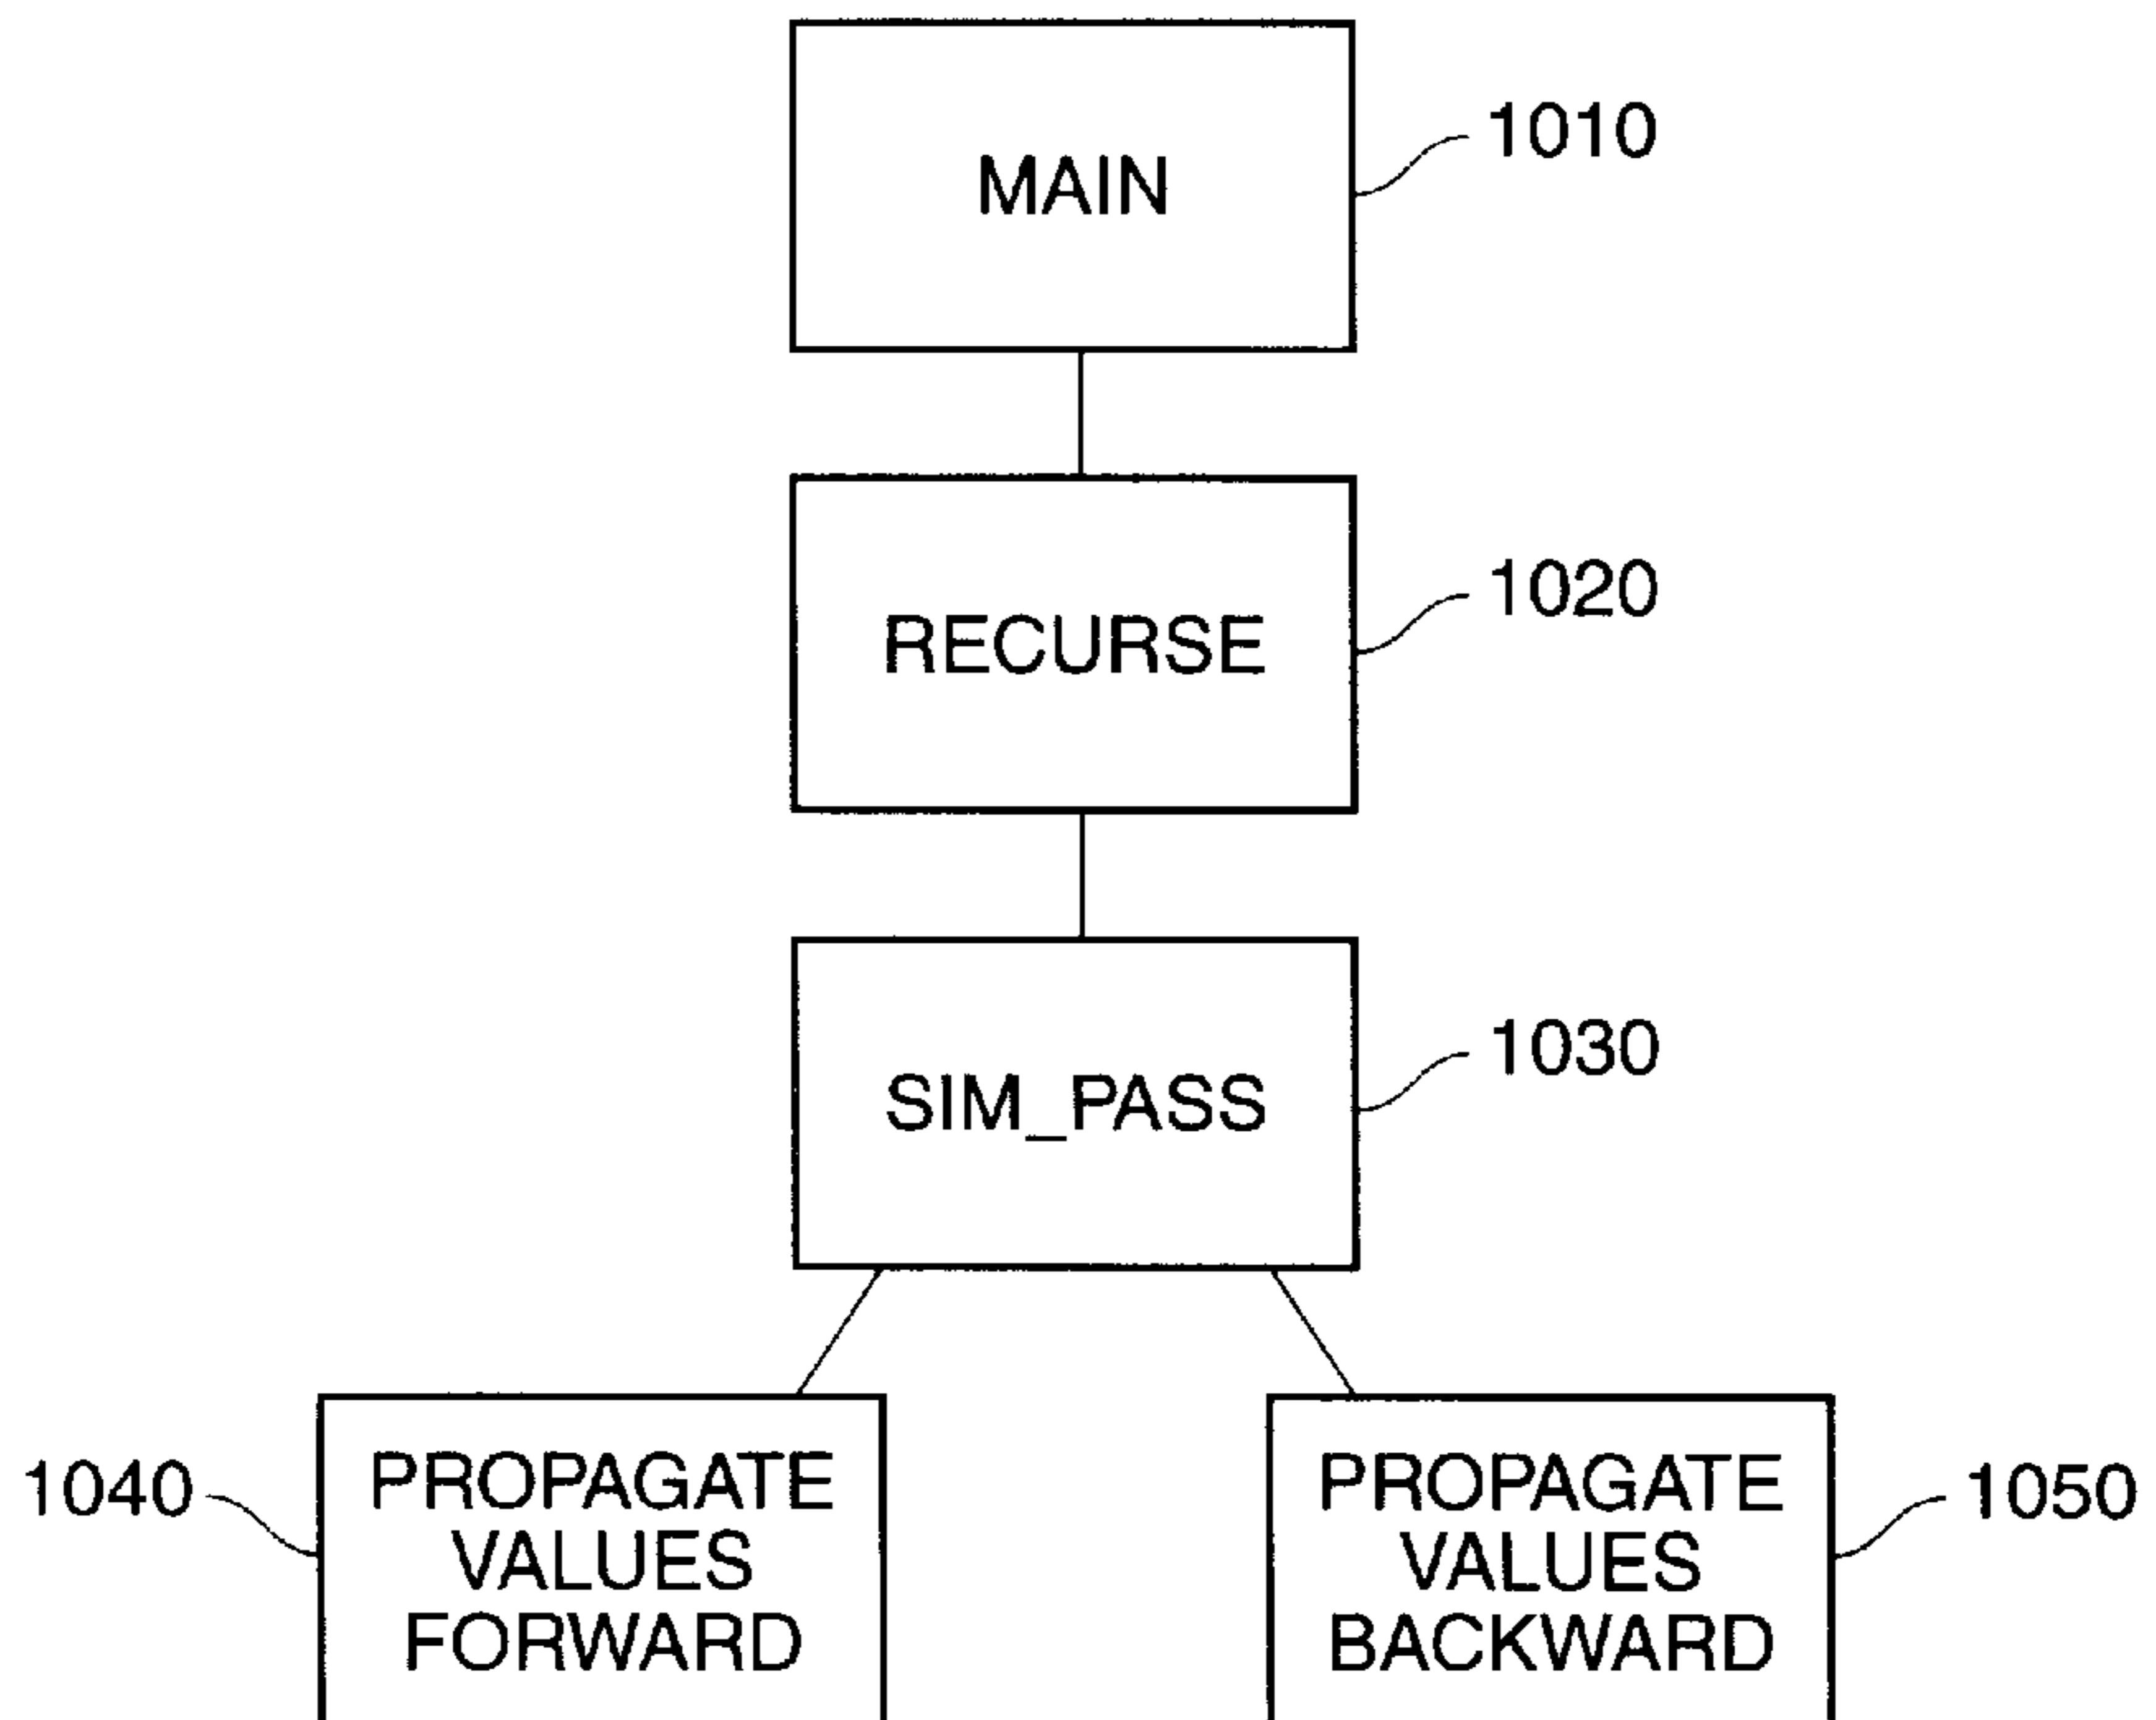 MAIN
1010
RECURSE
1020
SIM_PASS
1030
1040
PROPAGATE
VALUES
FORWARD
PROPAGATE
VALUES
BACKWARD
1050